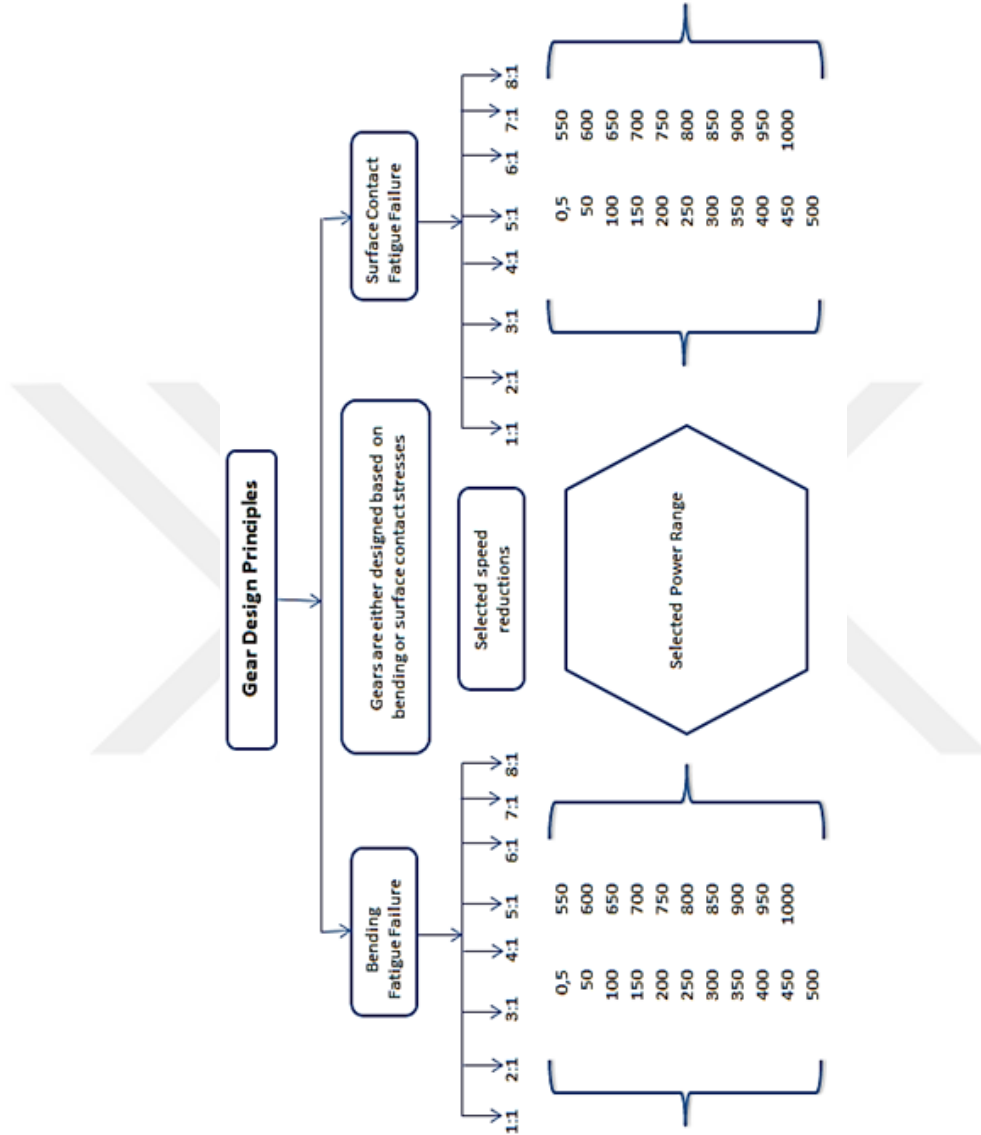 Gear Design Principles
Bending
Fatigue Failure
Gears are either designed based on
bending or surface contact stresses
Surface Contact
Fatigue Failure
Selected speed
reductions
1:1 2:1 3:1 4:1 5:1 6:1 7:1 8:1
1:1 2:1 3:1 4:1 5:1 6:1 7:1 8:1
0,5 550
50 600
100 650
150 700
200 750
250 800
300 850
350 900
400 950
450 1000
500
Selected Power Range
0,5 550
50 600
100 650
150 700
200 750
250 800
300 850
350 900
400 950
450 1000
500